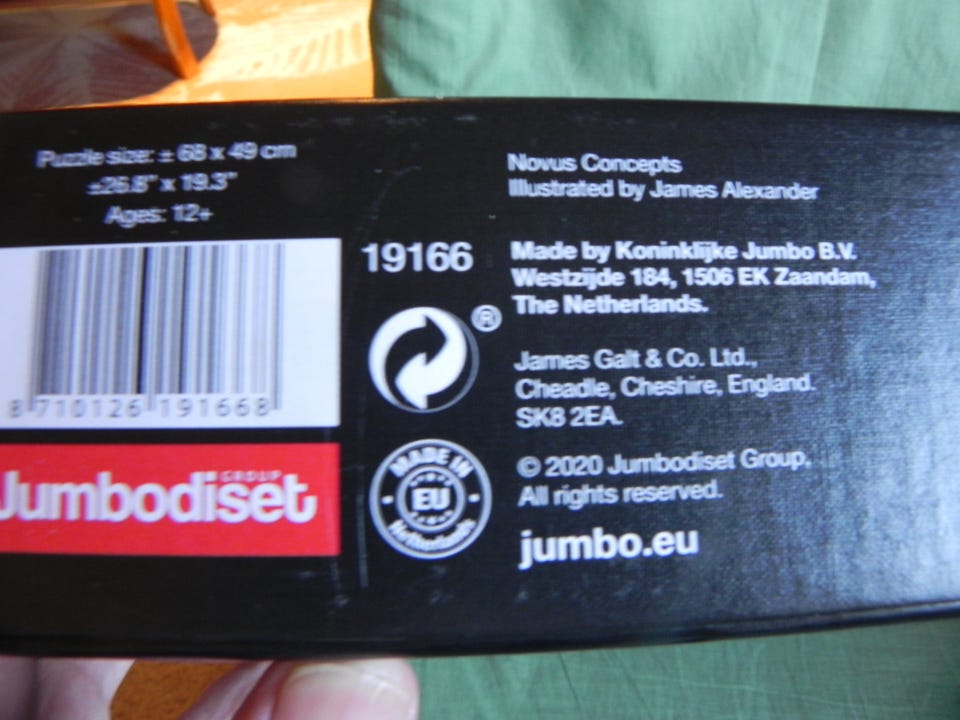 Puzzle size: ± 68 x 49 cm
±26.8" x 19.3"
Ages: 12+
8 710126 191668
GROUP
Jumbodiset
19166
®
MADE IN
EU
Netherlands
Novus Concepts
Illustrated by James Alexander
Made by Koninklijke Jumbo B.V.
Westzijde 184, 1506 EK Zaandam,
The Netherlands.
James Galt & Co. Ltd.,
Cheadle, Cheshire, England.
SK8 2EA.
© 2020 Jumbodiset Group.
All rights reserved.
jumbo.eu